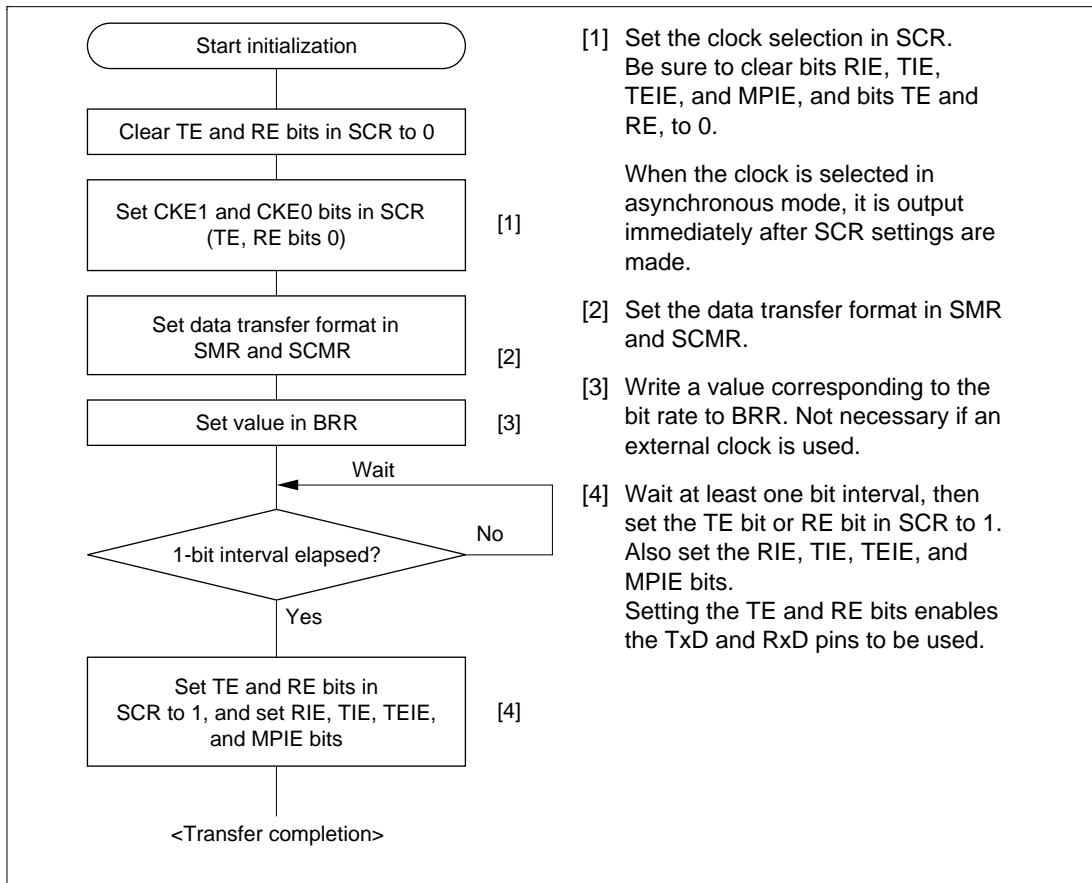 Start initialization
Clear TE and RE bits in SCR to 0
Set CKE1 and CKE0 bits in SCR
(TE, RE bits 0)
[1]
Set data transfer format in
SMR and SCMR
[2]
Set value in BRR
[3]
Wait
No
1-bit interval elapsed?
Yes
Set TE and RE bits in
SCR to 1, and set RIE, TIE, TEIE,
and MPIE bits
[4]
<Transfer completion>
[1] Set the clock selection in SCR.
Be sure to clear bits RIE, TIE,
TEIE, and MPIE, and bits TE and
RE, to 0.
When the clock is selected in
asynchronous mode, it is output
immediately after SCR settings are
made.
[2] Set the data transfer format in SMR
and SCMR.
[3] Write a value corresponding to the
bit rate to BRR. Not necessary if an
external clock is used.
[4] Wait at least one bit interval, then
set the TE bit or RE bit in SCR to 1.
Also set the RIE, TIE, TEIE, and
MPIE bits.
Setting the TE and RE bits enables
the TxD and RxD pins to be used.